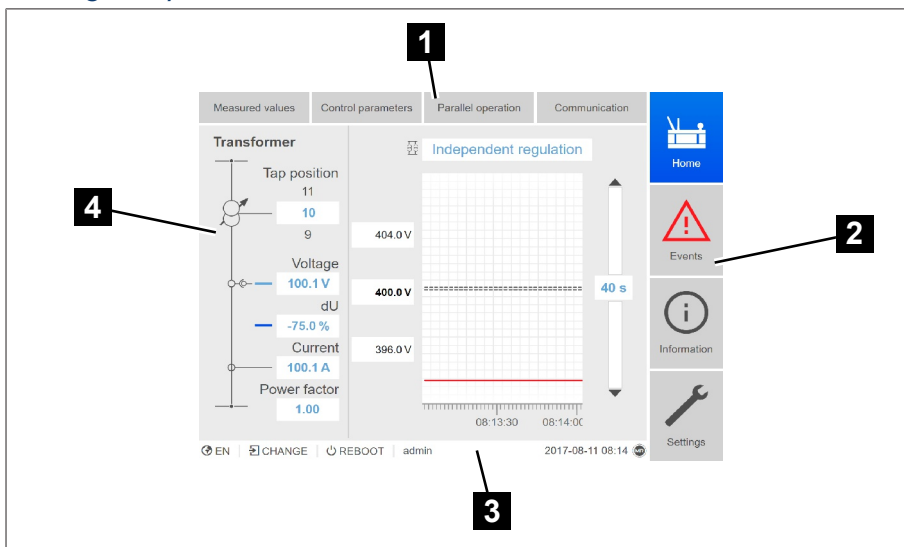 1
Measured values
Control parameters
Parallel operation
Communication
Transformer
Tap position
11
10
9
Voltage
100.1 V
dU
-75.0 %
Current
100.1 A
Power factor
1.00
Independent regulation
404.0 V
400.0 V
396.0 V
40 s
08:13:30
08:14:00
Home
Events
Information
Settings
2
4
EN
CHANGE
REBOOT
admin
2017-08-11 08:14
3